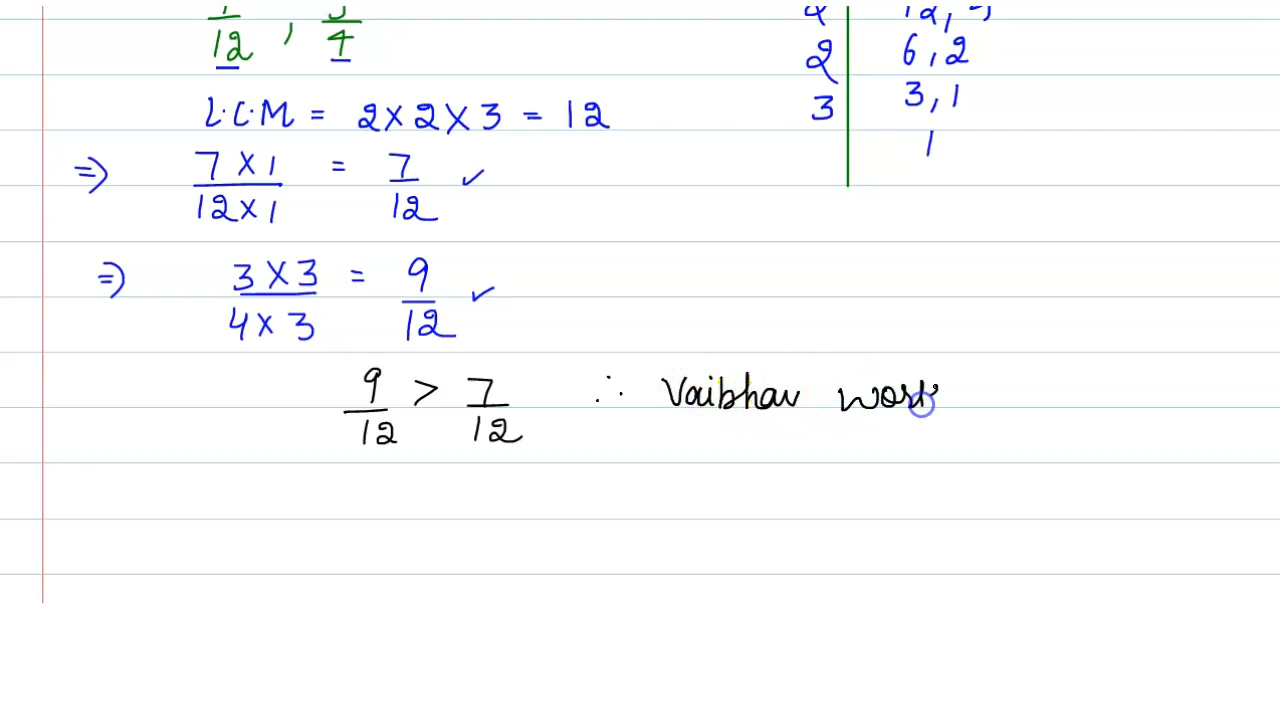 12 , 4
2 | 6, 2
L.C.M = 2 × 2 × 3 = 12
3 | 3, 1
1
⇒ 7 × 1 = 7 ✓
12 × 1 12
⇒ 3 × 3 = 9 ✓
4 × 3 12
9 > 7 ∴ Vaibhav work
12 12